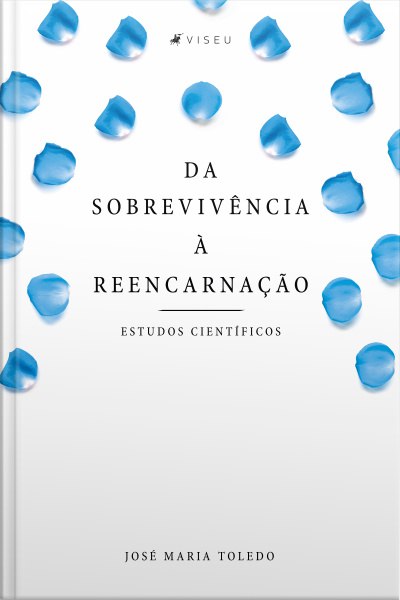 VISEU
DA
SOBREVIVÊNCIA
À
REENCARNAÇÃO
ESTUDOS CIENTÍFICOS
JOSÉ MARIA TOLEDO